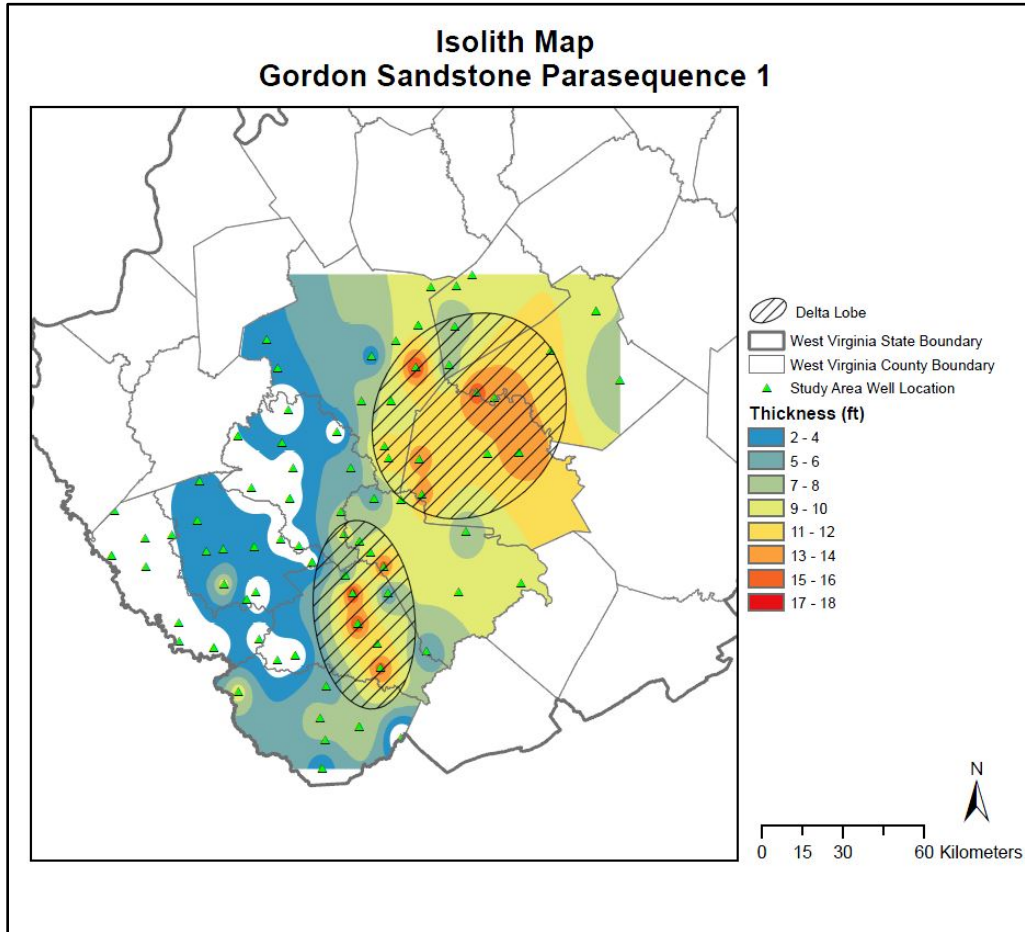 Isolith Map
Gordon Sandstone Parasequence 1
Delta Lobe
West Virginia State Boundary
West Virginia County Boundary
Study Area Well Location
Thickness (ft)
2 - 4
5 - 6
7 - 8
9 - 10
11 - 12
13 - 14
15 - 16
17 - 18
N
0 15 30 60 Kilometers